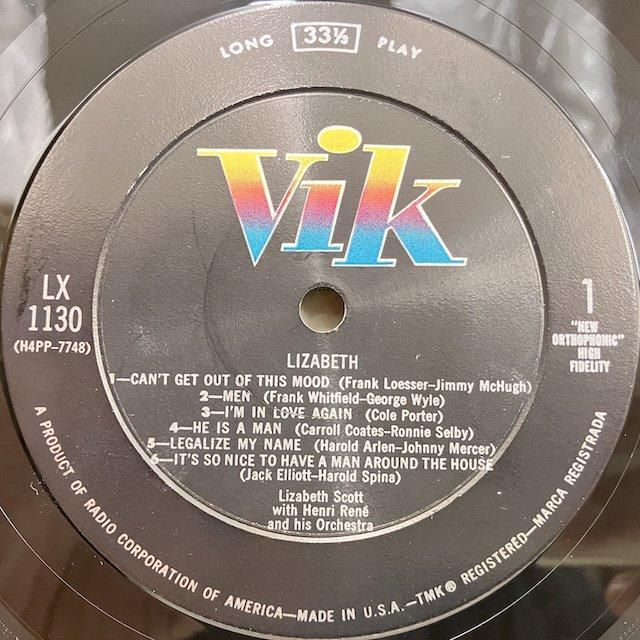 LONG 33⅓ PLAY
Vik
LX
1130
(H4PP-7748)
1
"NEW
ORTHOPHONIC"
HIGH
FIDELITY
LIZABETH
1—CAN'T GET OUT OF THIS MOOD (Frank Loesser–Jimmy McHugh)
2—MEN (Frank Whitfield–George Wyle)
3—I'M IN LOVE AGAIN (Cole Porter)
4—HE IS A MAN (Carroll Coates–Ronnie Selby)
5—LEGALIZE MY NAME (Harold Arlen–Johnny Mercer)
6—IT'S SO NICE TO HAVE A MAN AROUND THE HOUSE
(Jack Elliott–Harold Spina)
Lizabeth Scott
with Henri René
and his Orchestra
A PRODUCT OF RADIO CORPORATION OF AMERICA—MADE IN U.S.A.—TMK® REGISTERED—MARCA REGISTRADA